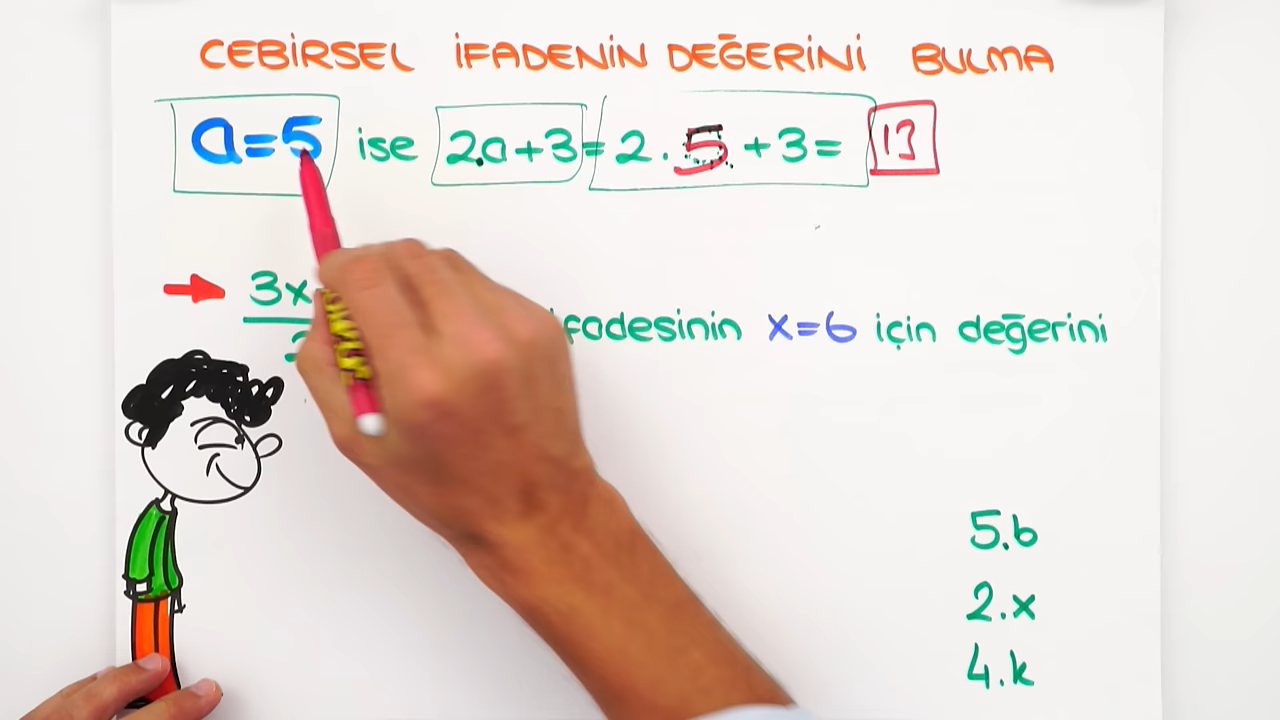 CEBİRSEL İFADENİN DEĞERİNİ BULMA
a=5 ise 2.a+3=2.5+3= 13
3x ifadesinin x=6 için değerini
5.b
2.x
4.k